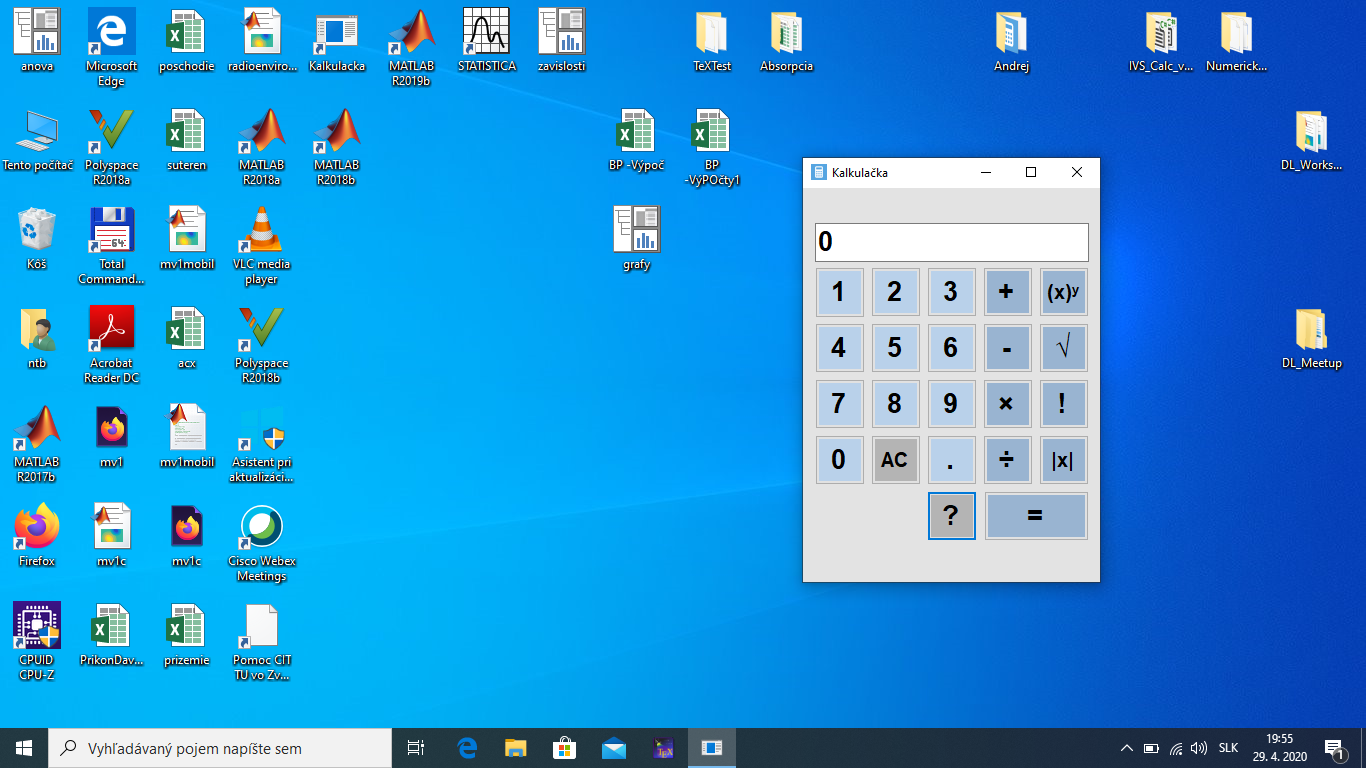 anova
Microsoft
Edge
poschodie
radioenviro...
Kalkulacka
MATLAB
R2019b
STATISTICA
zavislosti
TeXTest
Absorpcia
Andrej
IVS_Calc_v...
Numerick...
Tento počítač
Polyspace
R2018a
suteren
MATLAB
R2018a
MATLAB
R2018b
BP -Výpoč
BP
-VýPOčty1
DL_Works...
Kôš
Total
Command...
mv1mobil
VLC media
player
grafy
ntb
Acrobat
Reader DC
acx
Polyspace
R2018b
DL_Meetup
MATLAB
R2017b
mv1
mv1mobil
Asistent pri
aktualizáci...
Firefox
mv1c
mv1c
Cisco Webex
Meetings
CPUID
CPU-Z
PrikonDav...
prizemie
Pomoc CIT
TU vo Zv...
Kalkulačka
0
1 2 3 + (x)ʸ
4 5 6 - √
7 8 9 × !
0 AC . ÷ |x|
? =
Vyhľadávaný pojem napíšte sem
SLK
19:55
29. 4. 2020
1